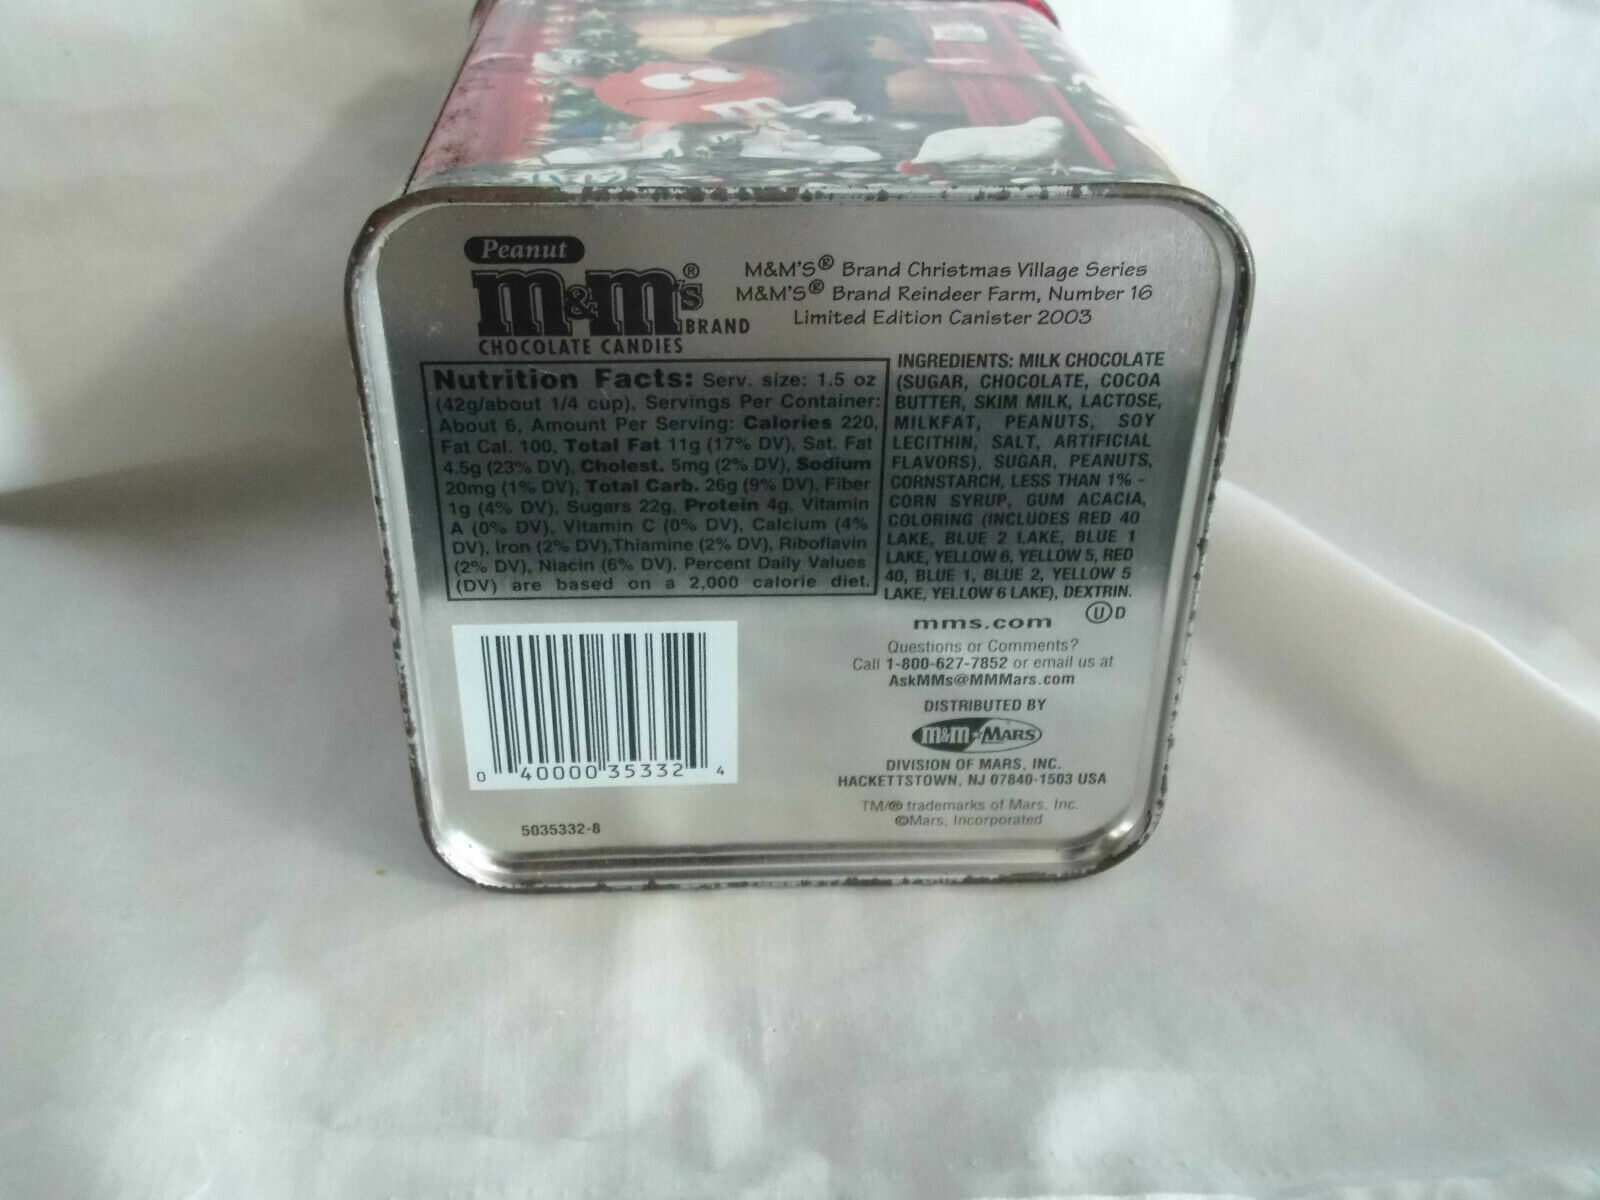 Peanut
m&m's® BRAND
CHOCOLATE CANDIES
M&M'S® Brand Christmas Village Series
M&M'S® Brand Reindeer Farm, Number 16
Limited Edition Canister 2003
Nutrition Facts: Serv. size: 1.5 oz
(42g/about 1/4 cup), Servings Per Container:
About 6, Amount Per Serving: Calories 220,
Fat Cal. 100, Total Fat 11g (17% DV), Sat. Fat
4.5g (23% DV), Cholest. 5mg (2% DV), Sodium
20mg (1% DV), Total Carb. 26g (9% DV), Fiber
1g (4% DV), Sugars 22g, Protein 4g, Vitamin
A (0% DV), Vitamin C (0% DV), Calcium (4%
DV), Iron (2% DV),Thiamine (2% DV), Riboflavin
(2% DV), Niacin (6% DV). Percent Daily Values
(DV) are based on a 2,000 calorie diet.
INGREDIENTS: MILK CHOCOLATE
(SUGAR, CHOCOLATE, COCOA
BUTTER, SKIM MILK, LACTOSE,
MILKFAT, PEANUTS, SOY
LECITHIN, SALT, ARTIFICIAL
FLAVORS), SUGAR, PEANUTS,
CORNSTARCH, LESS THAN 1% -
CORN SYRUP, GUM ACACIA,
COLORING (INCLUDES RED 40
LAKE, BLUE 2 LAKE, BLUE 1
LAKE, YELLOW 6, YELLOW 5, RED
40, BLUE 1, BLUE 2, YELLOW 5
LAKE, YELLOW 6 LAKE), DEXTRIN.
U D
mms.com
Questions or Comments?
Call 1-800-627-7852 or email us at
AskMMs@MMMars.com
DISTRIBUTED BY
m&m MARS
DIVISION OF MARS, INC.
HACKETTSTOWN, NJ 07840-1503 USA
TM/® trademarks of Mars, Inc.
©Mars, Incorporated
0 40000 35332 4
5035332-8